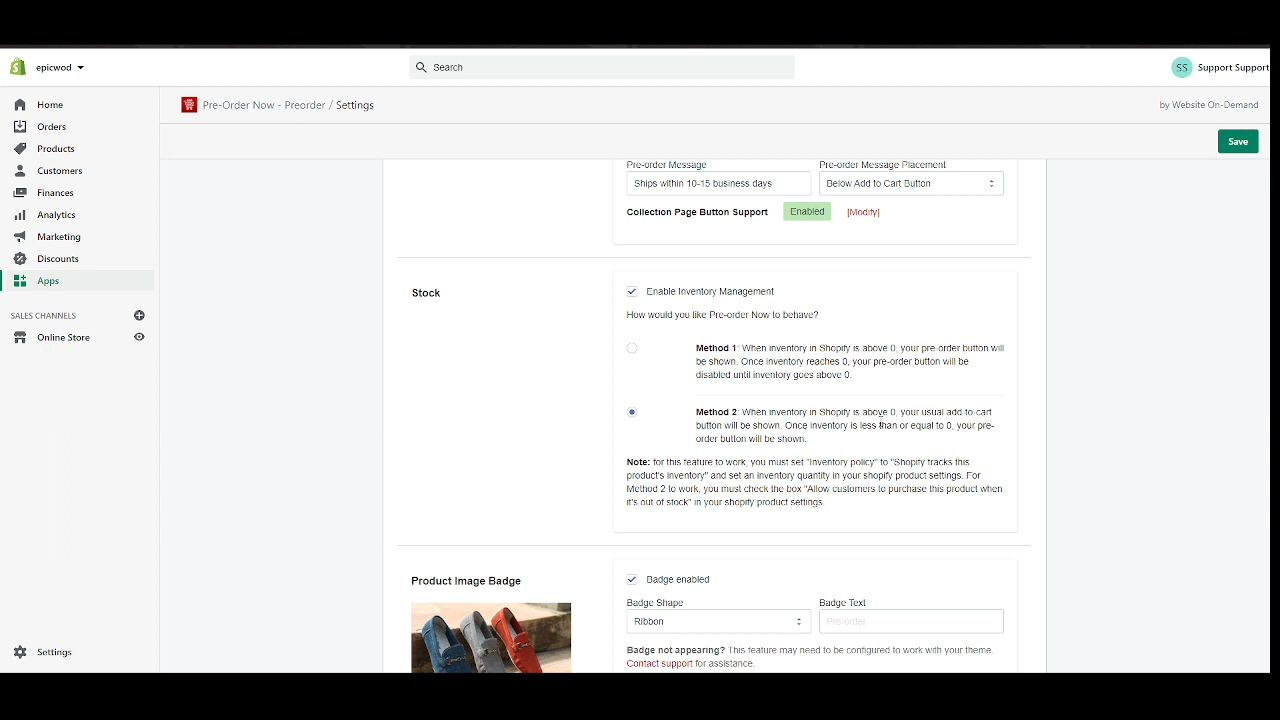 epicwod
Search
SS Support Support
Home
Orders
Products
Customers
Finances
Analytics
Marketing
Discounts
Apps
SALES CHANNELS
Online Store
Settings
Pre-Order Now - Preorder / Settings
by Website On-Demand
Save
Pre-order Message
Pre-order Message Placement
Ships within 10-15 business days
Below Add to Cart Button
Collection Page Button Support Enabled [Modify]
Stock
Enable Inventory Management
How would you like Pre-order Now to behave?
Method 1: When inventory in Shopify is above 0, your pre-order button will
be shown. Once inventory reaches 0, your pre-order button will be
disabled until inventory goes above 0.
Method 2: When inventory in Shopify is above 0, your usual add-to-cart
button will be shown. Once inventory is less than or equal to 0, your pre-
order button will be shown.
Note: for this feature to work, you must set "Inventory policy" to "Shopify tracks this
product's inventory" and set an inventory quantity in your shopify product settings. For
Method 2 to work, you must check the box "Allow customers to purchase this product when
it's out of stock" in your shopify product settings.
Product Image Badge
Badge enabled
Badge Shape
Badge Text
Ribbon
Pre-order
Badge not appearing? This feature may need to be configured to work with your theme.
Contact support for assistance.